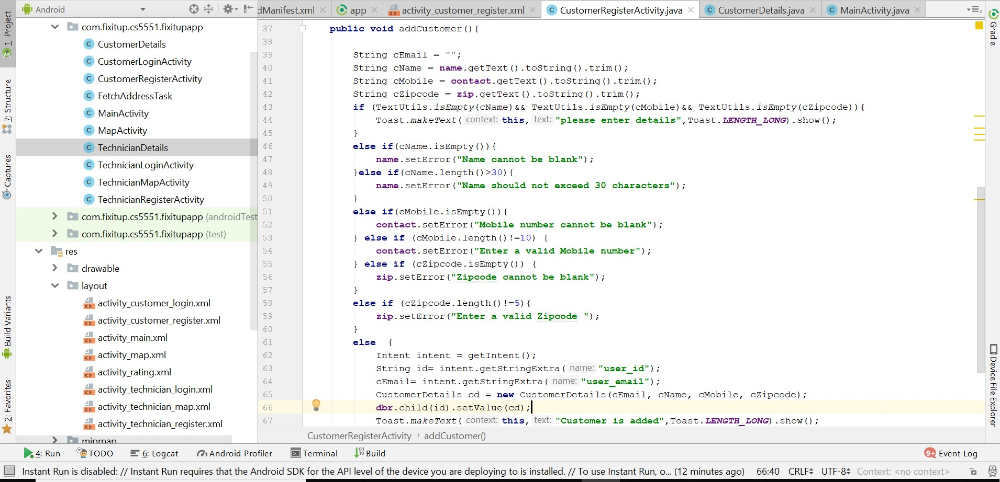 Android
dManifest.xml
app
activity_customer_register.xml
CustomerRegisterActivity.java
CustomerDetails.java
MainActivity.java
1: Project
7: Structure
Captures
Build Variants
2: Favorites
com.fixitup.cs5551.fixitupapp
CustomerDetails
CustomerLoginActivity
CustomerRegisterActivity
FetchAddressTask
MainActivity
MapActivity
TechnicianDetails
TechnicianLoginActivity
TechnicianMapActivity
TechnicianRegisterActivity
com.fixitup.cs5551.fixitupapp (androidTest
com.fixitup.cs5551.fixitupapp (test)
res
drawable
layout
activity_customer_login.xml
activity_customer_register.xml
activity_main.xml
activity_map.xml
activity_rating.xml
activity_technician_login.xml
activity_technician_map.xml
activity_technician_register.xml
mipmap
37 public void addCustomer(){
38
39 String cEmail = "";
40 String cName = name.getText().toString().trim();
41 String cMobile = contact.getText().toString().trim();
42 String cZipcode = zip.getText().toString().trim();
43 if (TextUtils.isEmpty(cName)&& TextUtils.isEmpty(cMobile)&& TextUtils.isEmpty(cZipcode)){
44 Toast.makeText( context: this, text: "please enter details",Toast.LENGTH_LONG).show();
45 }
46 else if(cName.isEmpty()){
47 name.setError("Name cannot be blank");
48 }else if(cName.length()>30){
49 name.setError("Name should not exceed 30 characters");
50 }
51 else if(cMobile.isEmpty()){
52 contact.setError("Mobile number cannot be blank");
53 } else if (cMobile.length()!=10) {
54 contact.setError("Enter a valid Mobile number");
55 } else if (cZipcode.isEmpty()) {
56 zip.setError("Zipcode cannot be blank");
57 }
58 else if (cZipcode.length()!=5){
59 zip.setError("Enter a valid Zipcode ");
60 }
61 else {
62 Intent intent = getIntent();
63 String id= intent.getStringExtra( name: "user_id");
64 cEmail= intent.getStringExtra( name: "user_email");
65 CustomerDetails cd = new CustomerDetails(cEmail, cName, cMobile, cZipcode);
66 dbr.child(id).setValue(cd);
67 Toast.makeText( context: this, text: "Customer is added",Toast.LENGTH_LONG).show();
CustomerRegisterActivity › addCustomer()
Gradle
Device File Explorer
4: Run
TODO
6: Logcat
Android Profiler
Terminal
Build
9+ Event Log
Instant Run is disabled: // Instant Run requires that the Android SDK for the API level of the device you are deploying to is installed. // To use Instant Run, o... (12 minutes ago)
66:40
CRLF
UTF-8
Context: <no context>